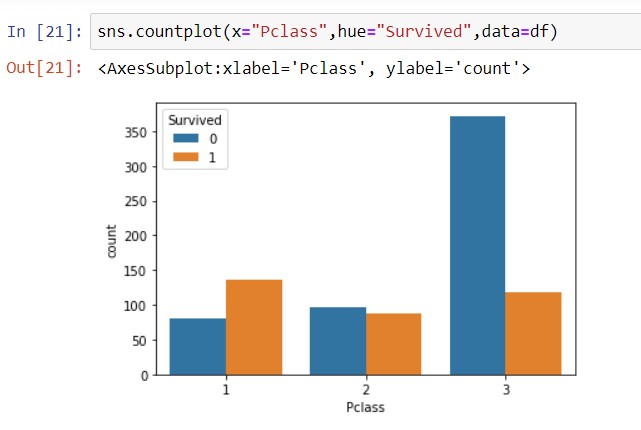 In [21]: sns.countplot(x="Pclass",hue="Survived",data=df)
Out[21]: <AxesSubplot:xlabel='Pclass', ylabel='count'>
Survived
0
1
350
300
250
200
150
100
50
0
count
1 2 3
Pclass